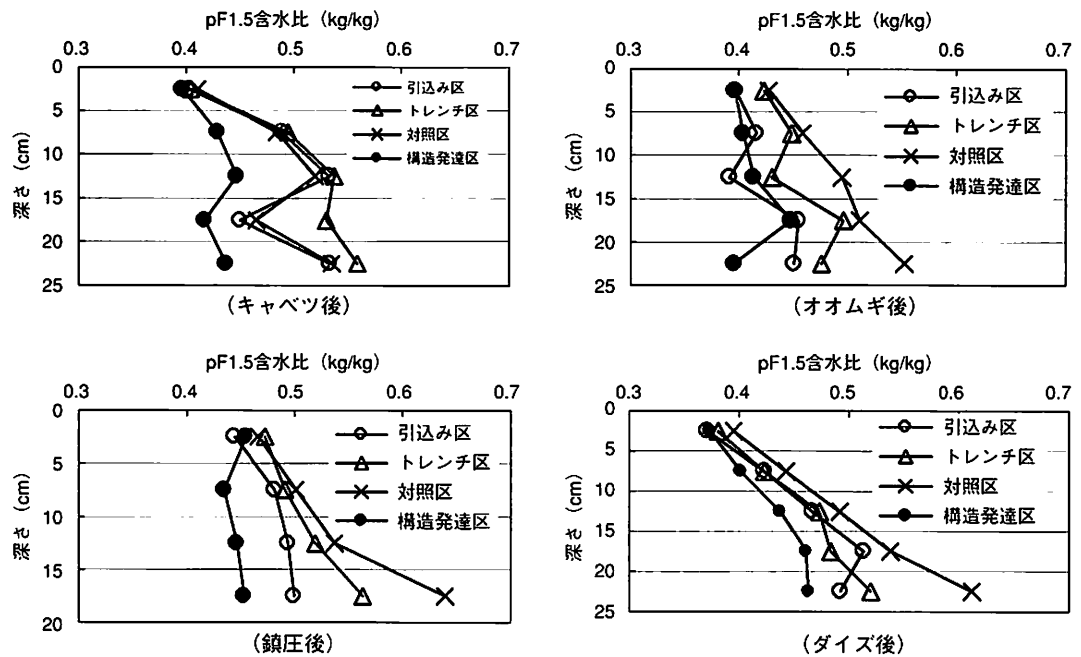 pF1.5含水比 (kg/kg)
0.3 0.4 0.5 0.6 0.7
0
5
10
15
20
25
深さ (cm)
引込み区
トレンチ区
対照区
構造発達区
(キャベツ後)
pF1.5含水比 (kg/kg)
0.3 0.4 0.5 0.6 0.7
0
5
10
15
20
25
深さ (cm)
引込み区
トレンチ区
対照区
構造発達区
(オオムギ後)
pF1.5含水比 (kg/kg)
0.3 0.4 0.5 0.6 0.7
0
5
10
15
20
深さ (cm)
引込み区
トレンチ区
対照区
構造発達区
(鎮圧後)
pF1.5含水比 (kg/kg)
0.3 0.4 0.5 0.6 0.7
0
5
10
15
20
25
深さ (cm)
引込み区
トレンチ区
対照区
構造発達区
(ダイズ後)